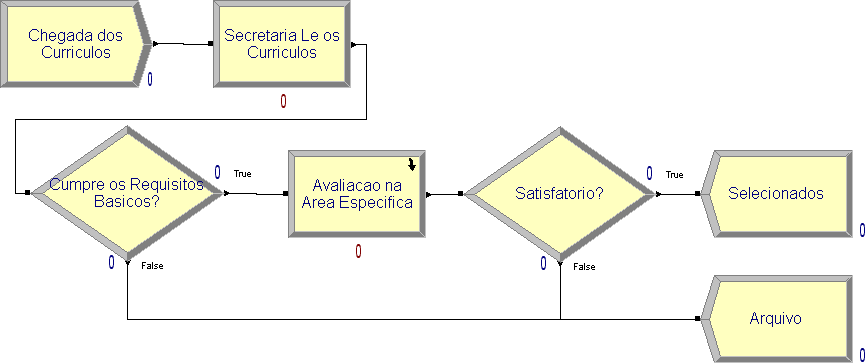 Chegada dos
Curriculos
0
Secretaria Le os
Curriculos
0
Cumpre os Requisitos
Basicos?
0
True
0
False
Avaliacao na
Area Especifica
0
Satisfatorio?
0
True
0
False
Selecionados
0
Arquivo
0